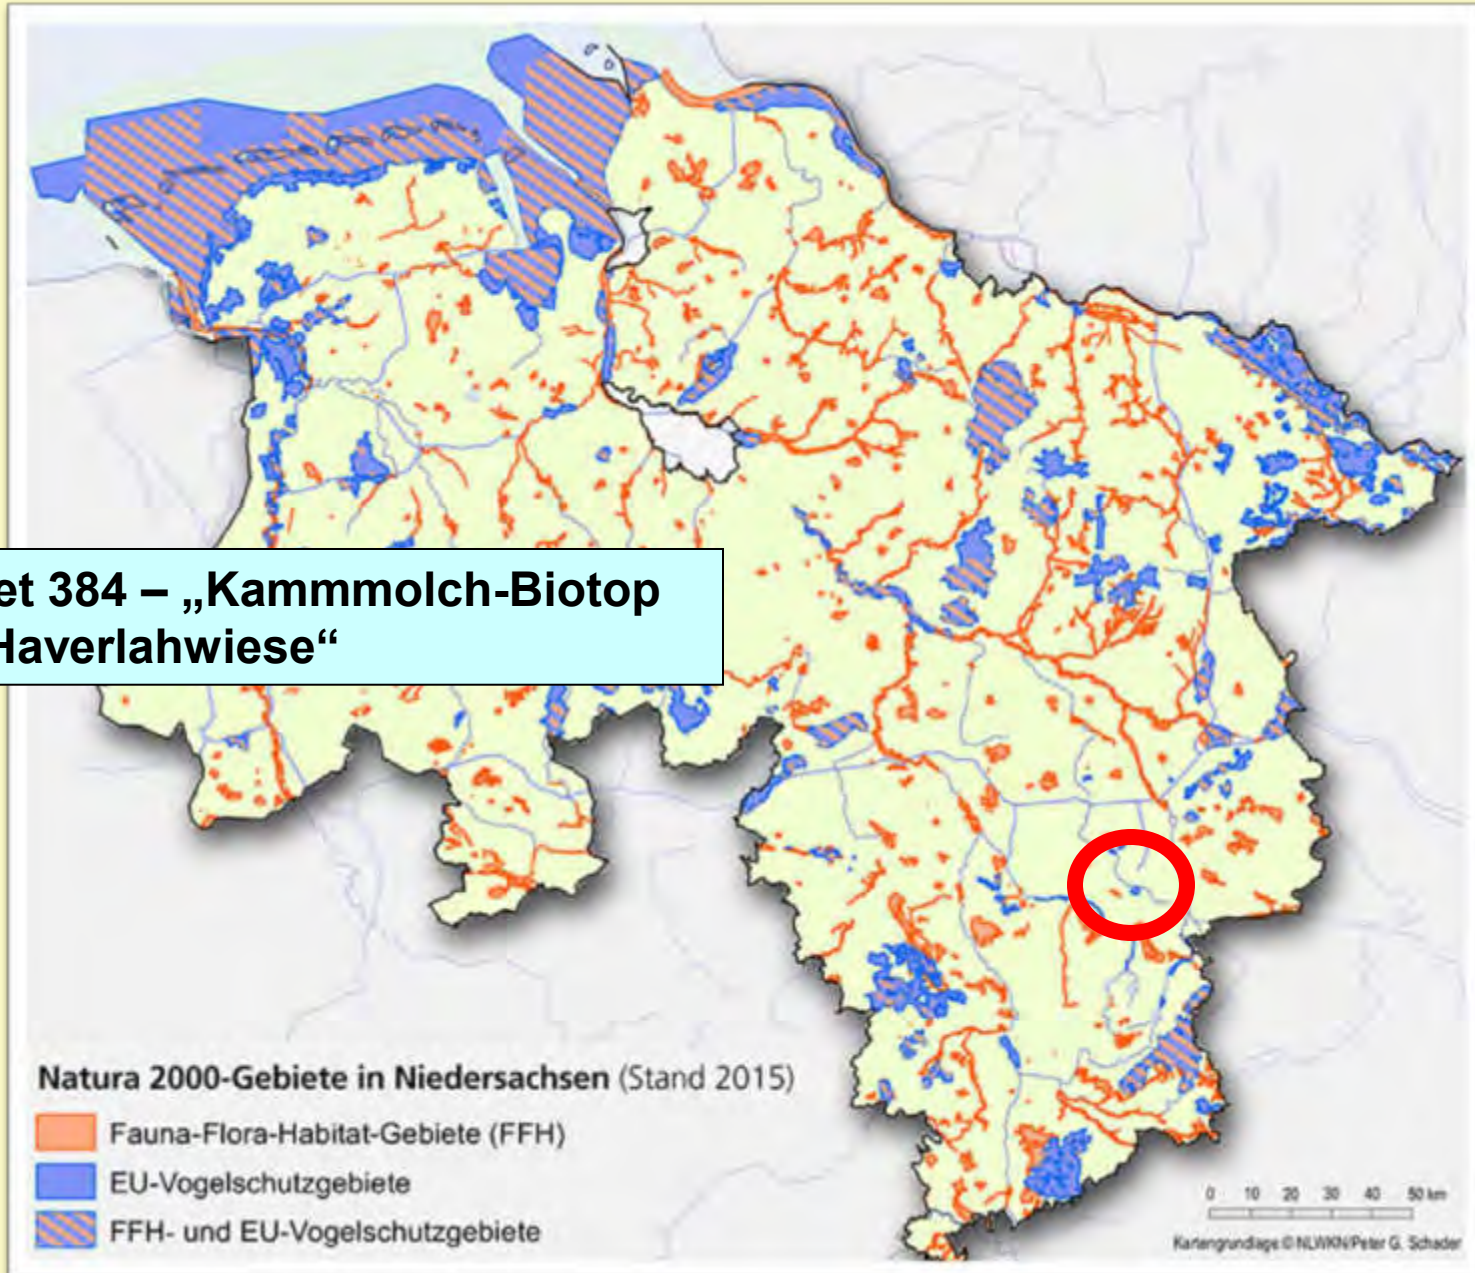 et 384 – „Kammmolch-Biotop
Haverlahwiese“
Natura 2000-Gebiete in Niedersachsen (Stand 2015)
Fauna-Flora-Habitat-Gebiete (FFH)
EU-Vogelschutzgebiete
FFH- und EU-Vogelschutzgebiete
0 10 20 30 40 50 km
Kartengrundlage © NLWKN/Peter G. Schader